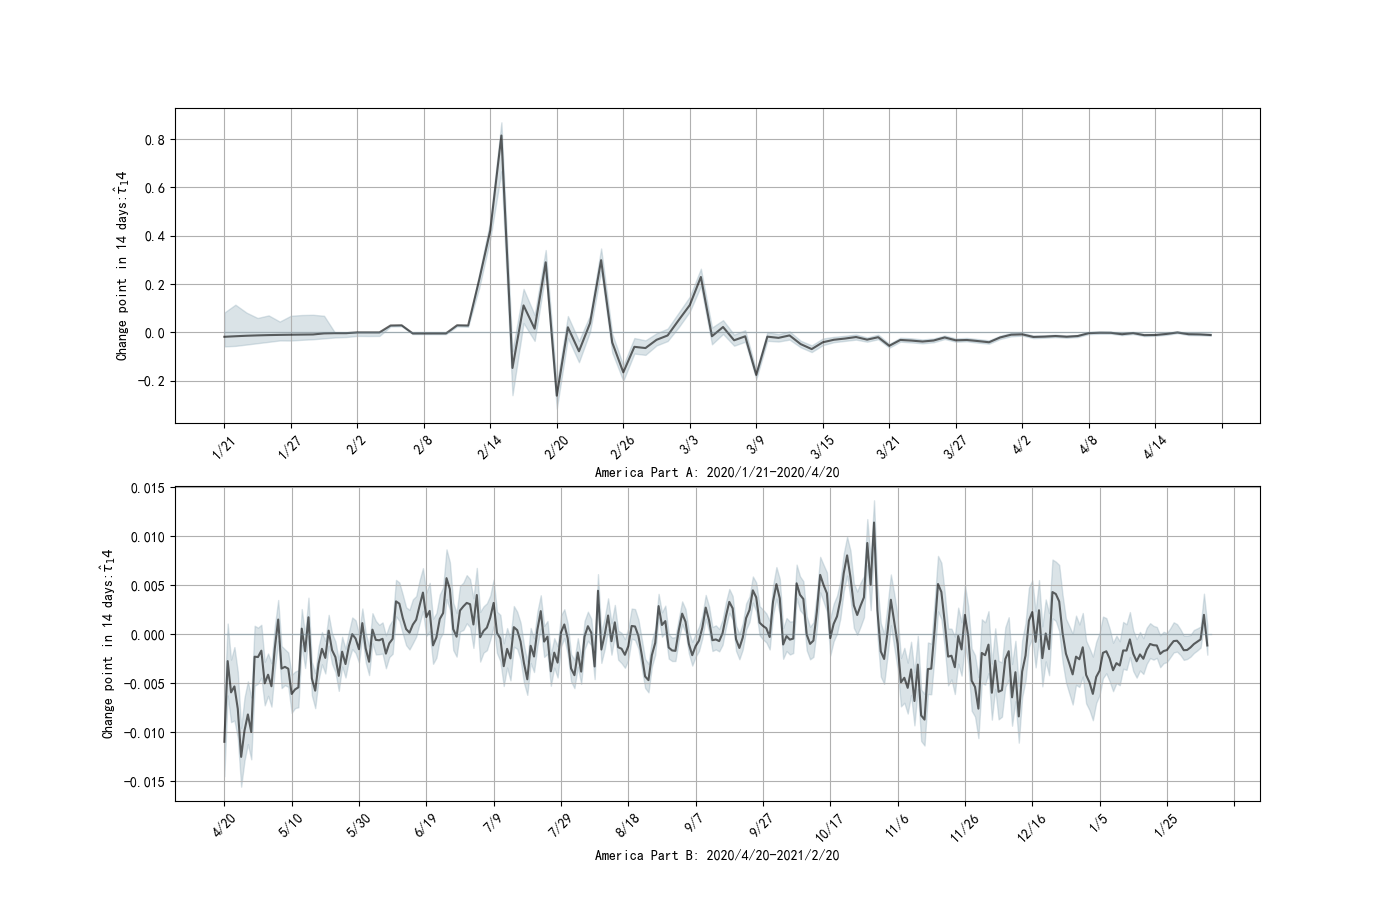 Change point in 14 days:τ̂₁4
0.8
0.6
0.4
0.2
0.0
−0.2
1/21 1/27 2/2 2/8 2/14 2/20 2/26 3/3 3/9 3/15 3/21 3/27 4/2 4/8 4/14
America Part A: 2020/1/21-2020/4/20
Change point in 14 days:τ̂₁4
0.015
0.010
0.005
0.000
−0.005
−0.010
−0.015
4/20 5/10 5/30 6/19 7/9 7/29 8/18 9/7 9/27 10/17 11/6 11/26 12/16 1/5 1/25
America Part B: 2020/4/20-2021/2/20